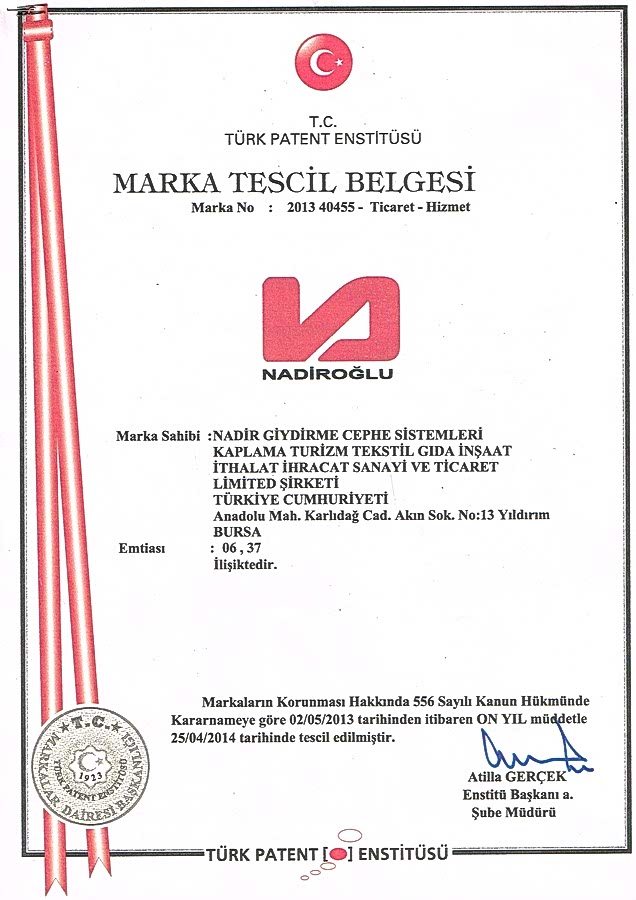 T.C.
TÜRK PATENT ENSTİTÜSÜ
MARKA TESCİL BELGESİ
Marka No : 2013 40455 - Ticaret - Hizmet
NADİROĞLU
Marka Sahibi :NADİR GİYDİRME CEPHE SİSTEMLERİ
KAPLAMA TURİZM TEKSTİL GIDA İNŞAAT
İTHALAT İHRACAT SANAYİ VE TİCARET
LİMİTED ŞİRKETİ
TÜRKİYE CUMHURİYETİ
Anadolu Mah. Karlıdağ Cad. Akın Sok. No:13 Yıldırım
BURSA
Emtiası : 06 , 37
İlişiktedir.
Markaların Korunması Hakkında 556 Sayılı Kanun Hükmünde
Kararnameye göre 02/05/2013 tarihinden itibaren ON YIL müddetle
25/04/2014 tarihinde tescil edilmiştir.
Atilla GERÇEK
Enstitü Başkanı a.
Şube Müdürü
T.C.
TÜRK PATENT ENSTİTÜSÜ
MARKALAR DAİRESİ BAŞKANLIĞI
1923
TÜRK PATENT [ ] ENSTİTÜSÜ